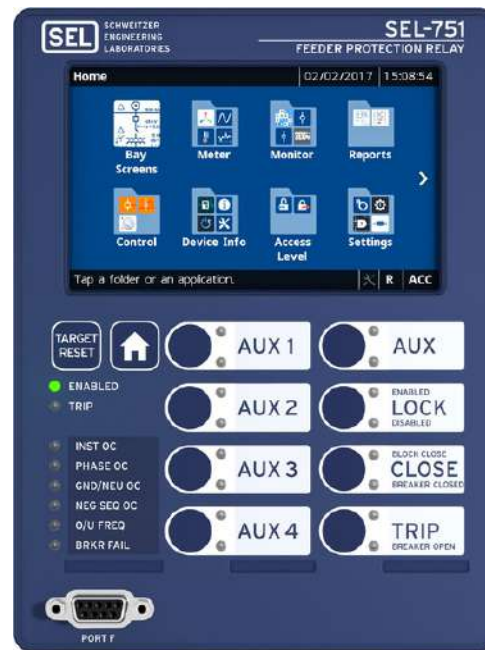 SEL
SCHWEITZER
ENGINEERING
LABORATORIES
SEL-751
FEEDER PROTECTION RELAY
Home 02/02/2017 15:08:54
Bay
Screens
Meter
Monitor
Reports
>
Control
Device Info
Access
Level
Settings
Tap a folder or an application.
R
ACC
TARGET
RESET
AUX 1
AUX
ENABLED
TRIP
AUX 2
ENABLED
LOCK
DISABLED
INST OC
PHASE OC
GND/NEU OC
NEG SEQ OC
O/U FREQ
BRKR FAIL
AUX 3
BLOCK CLOSE
CLOSE
BREAKER CLOSED
AUX 4
TRIP
BREAKER OPEN
PORT F